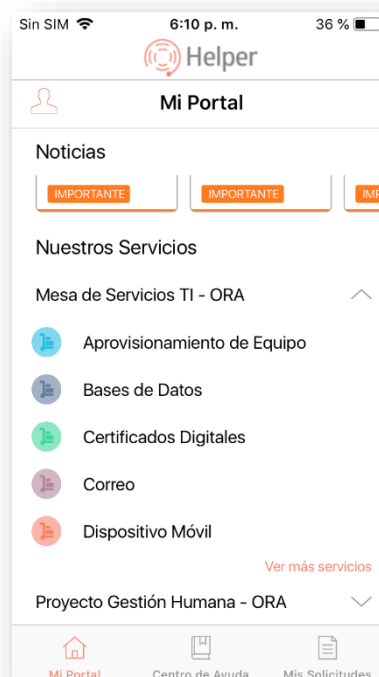 Sin SIM 6:10 p. m. 36 %
Helper
Mi Portal
Noticias
IMPORTANTE IMPORTANTE
Nuestros Servicios
Mesa de Servicios TI - ORA
Aprovisionamiento de Equipo
Bases de Datos
Certificados Digitales
Correo
Dispositivo Móvil
Ver más servicios
Proyecto Gestión Humana - ORA
Mi Portal Centro de Ayuda Mis Solicitudes